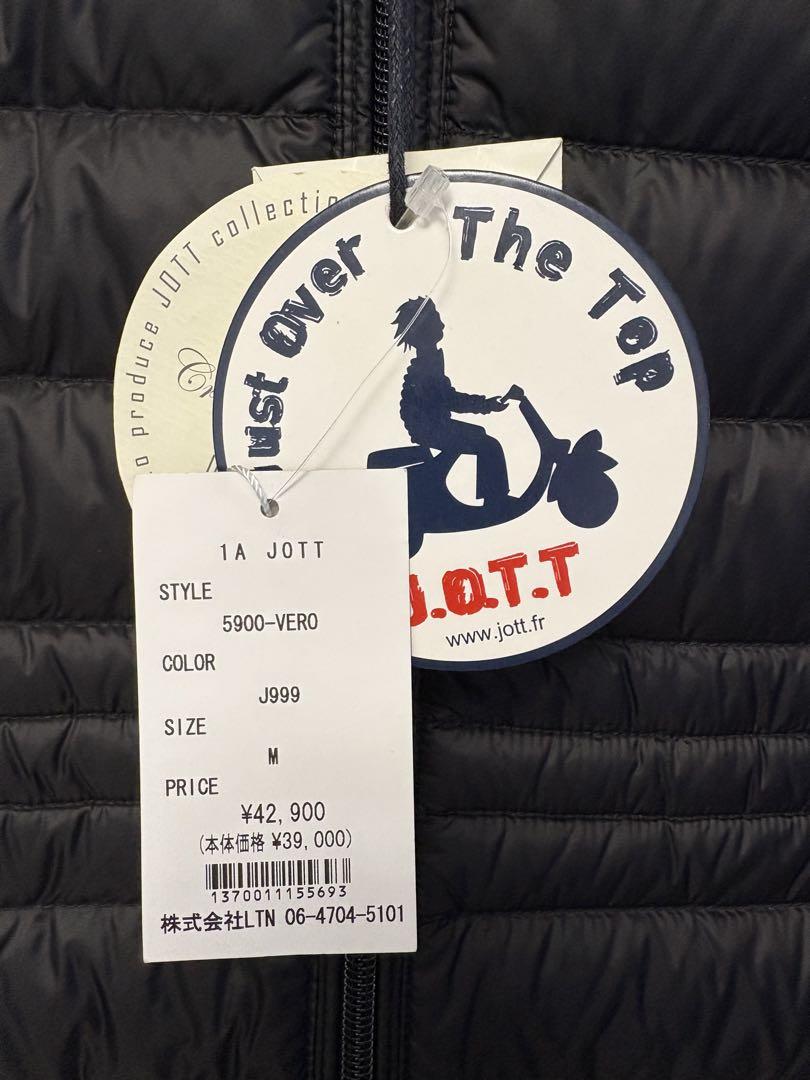 produce JOTT collectio
Just Over The Top
J.O.T.T
www.jott.fr
1A JOTT
STYLE
5900-VERO
COLOR
J999
SIZE
M
PRICE
¥42,900
(本体価格 ¥39,000)
1370011155693
株式会社LTN 06-4704-5101